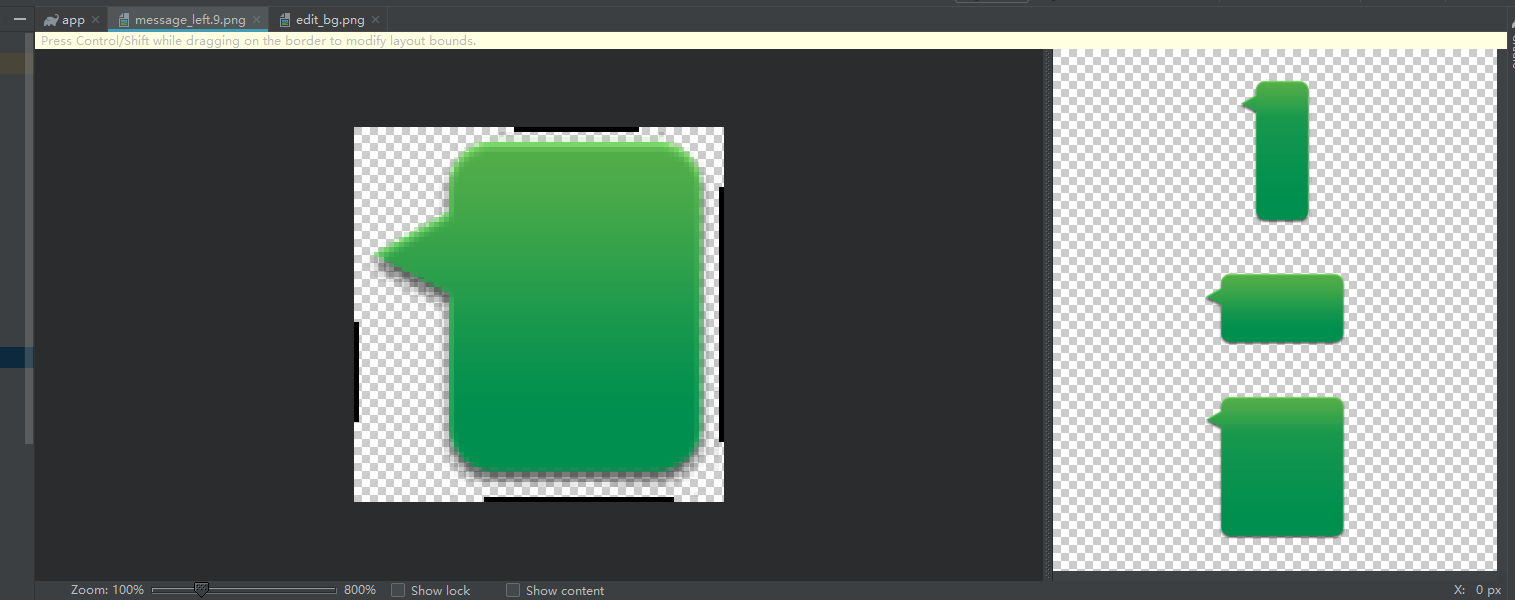 app
message_left.9.png
edit_bg.png
Press Control/Shift while dragging on the border to modify layout bounds.
Zoom: 100%
800%
Show lock
Show content
X: 0 px